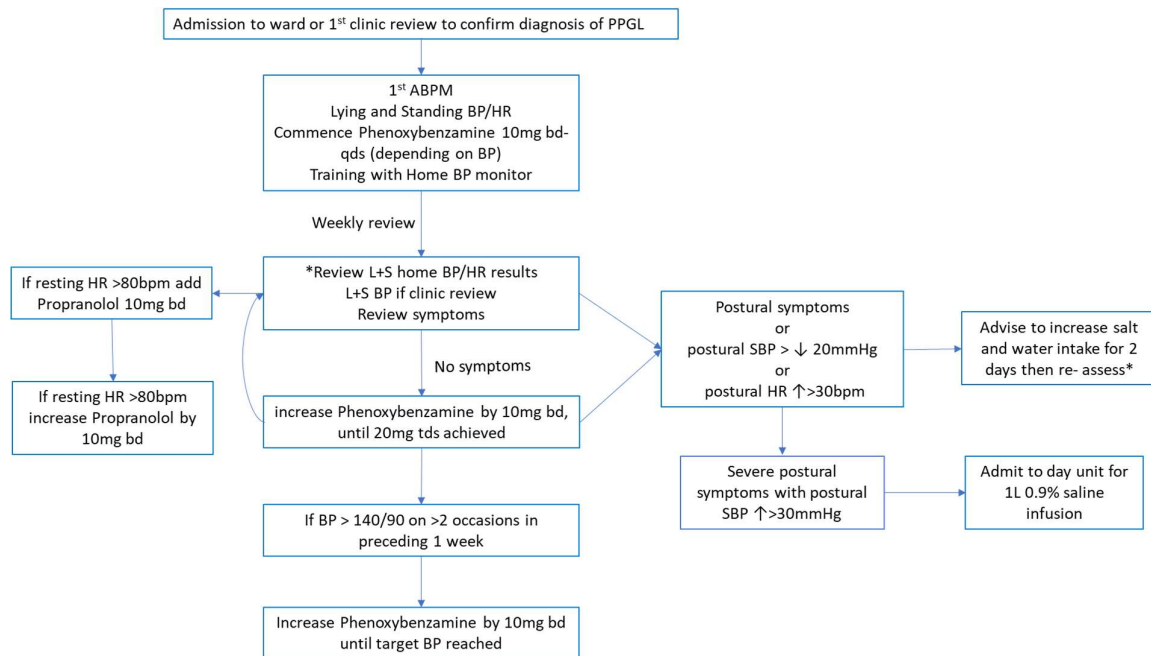 Admission to ward or 1st clinic review to confirm diagnosis of PPGL
1st ABPM
Lying and Standing BP/HR
Commence Phenoxybenzamine 10mg bd-
qds (depending on BP)
Training with Home BP monitor
Weekly review
*Review L+S home BP/HR results
L+S BP if clinic review
Review symptoms
If resting HR >80bpm add
Propranolol 10mg bd
If resting HR >80bpm
increase Propranolol by
10mg bd
No symptoms
increase Phenoxybenzamine by 10mg bd,
until 20mg tds achieved
If BP > 140/90 on >2 occasions in
preceding 1 week
Increase Phenoxybenzamine by 10mg bd
until target BP reached
Postural symptoms
or
postural SBP > ↓ 20mmHg
or
postural HR ↑>30bpm
Advise to increase salt
and water intake for 2
days then re- assess*
Severe postural
symptoms with postural
SBP ↑>30mmHg
Admit to day unit for
1L 0.9% saline
infusion